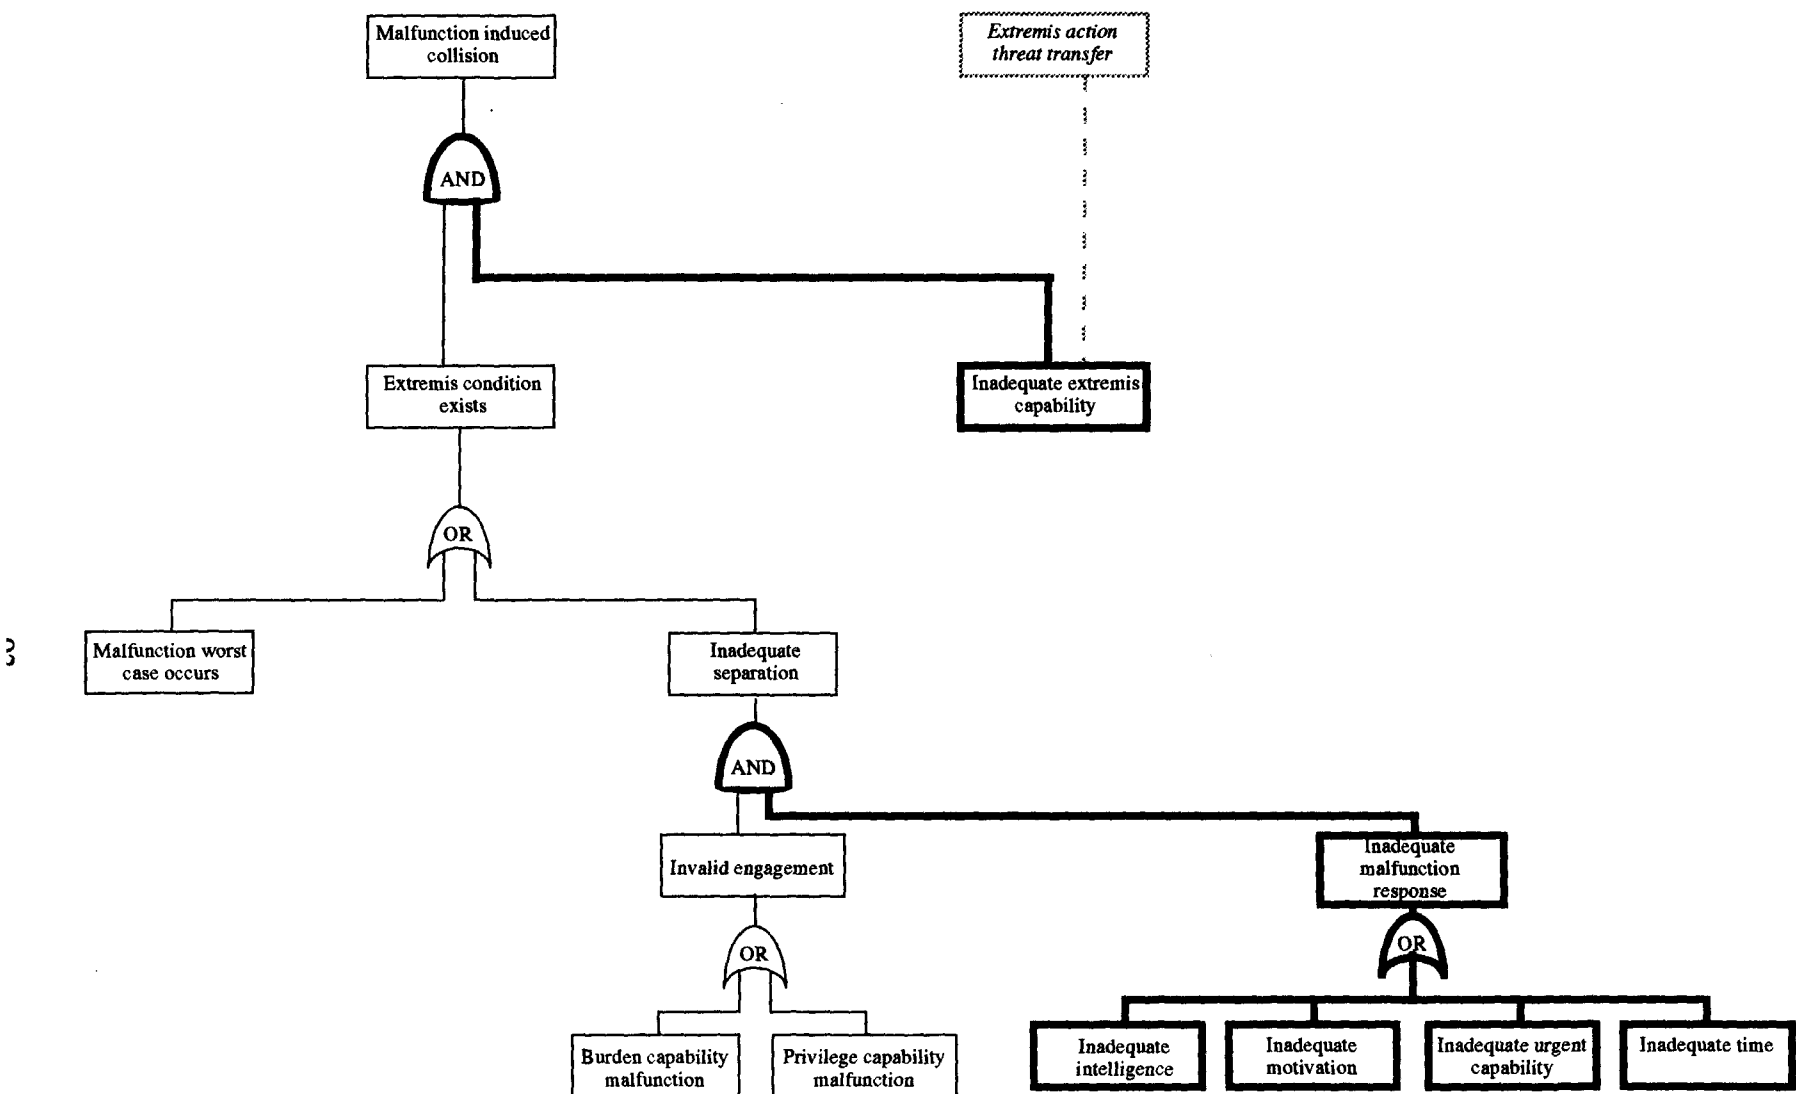 Malfunction induced
collision
Extremis action
threat transfer
AND
Extremis condition
exists
Inadequate extremis
capability
OR
Malfunction worst
case occurs
Inadequate
separation
AND
Invalid engagement
Inadequate
malfunction
response
OR
OR
Burden capability
malfunction
Privilege capability
malfunction
Inadequate
intelligence
Inadequate
motivation
Inadequate urgent
capability
Inadequate time